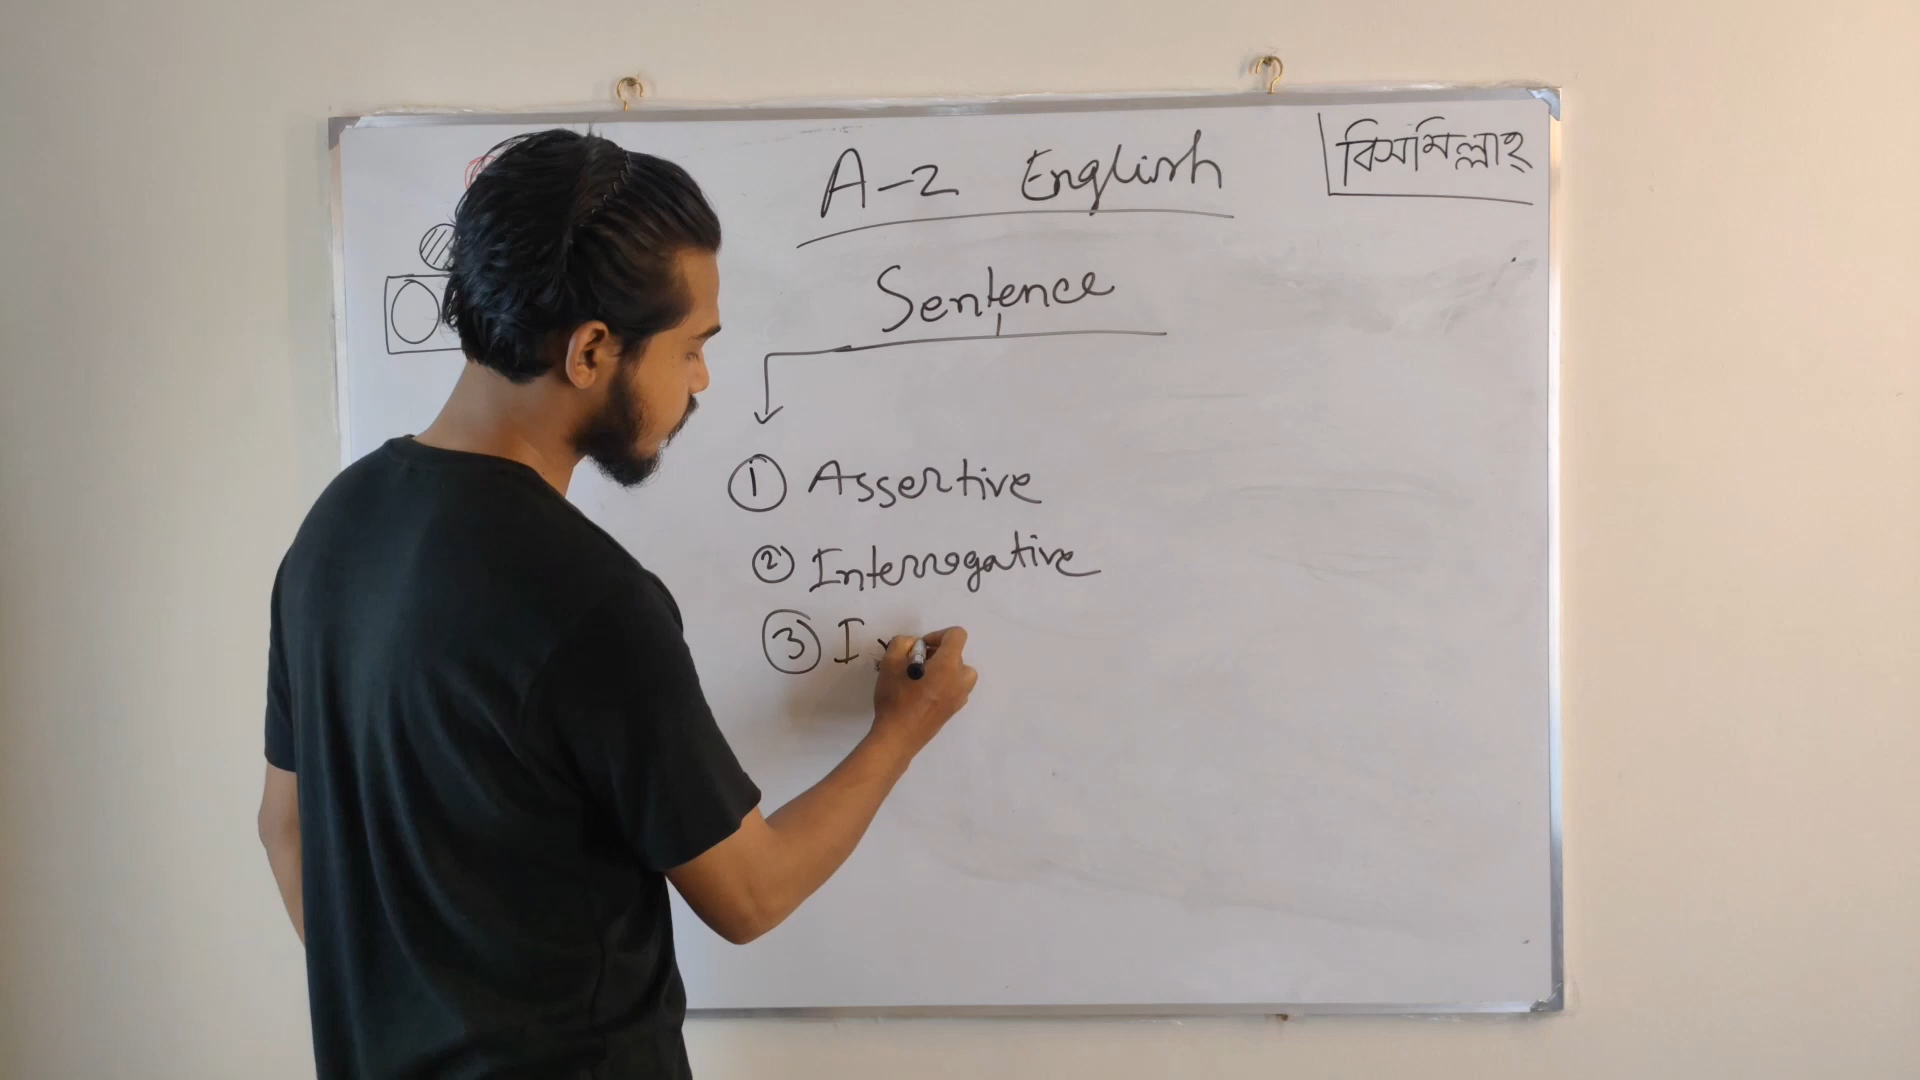 A-Z English
বিসমিল্লাহ
Sentence
① Assertive
② Interrogative
③ I